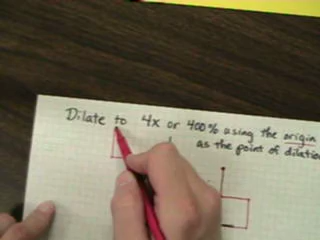 Dilate to 4x or 400% using the origin
as the point of dilation